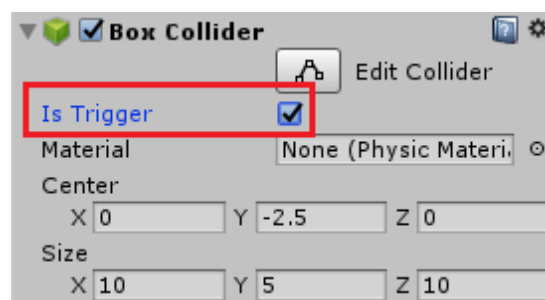 Box Collider
Edit Collider
Is Trigger
Material None (Physic Materi
Center
X 0 Y -2.5 Z 0
Size
X 10 Y 5 Z 10